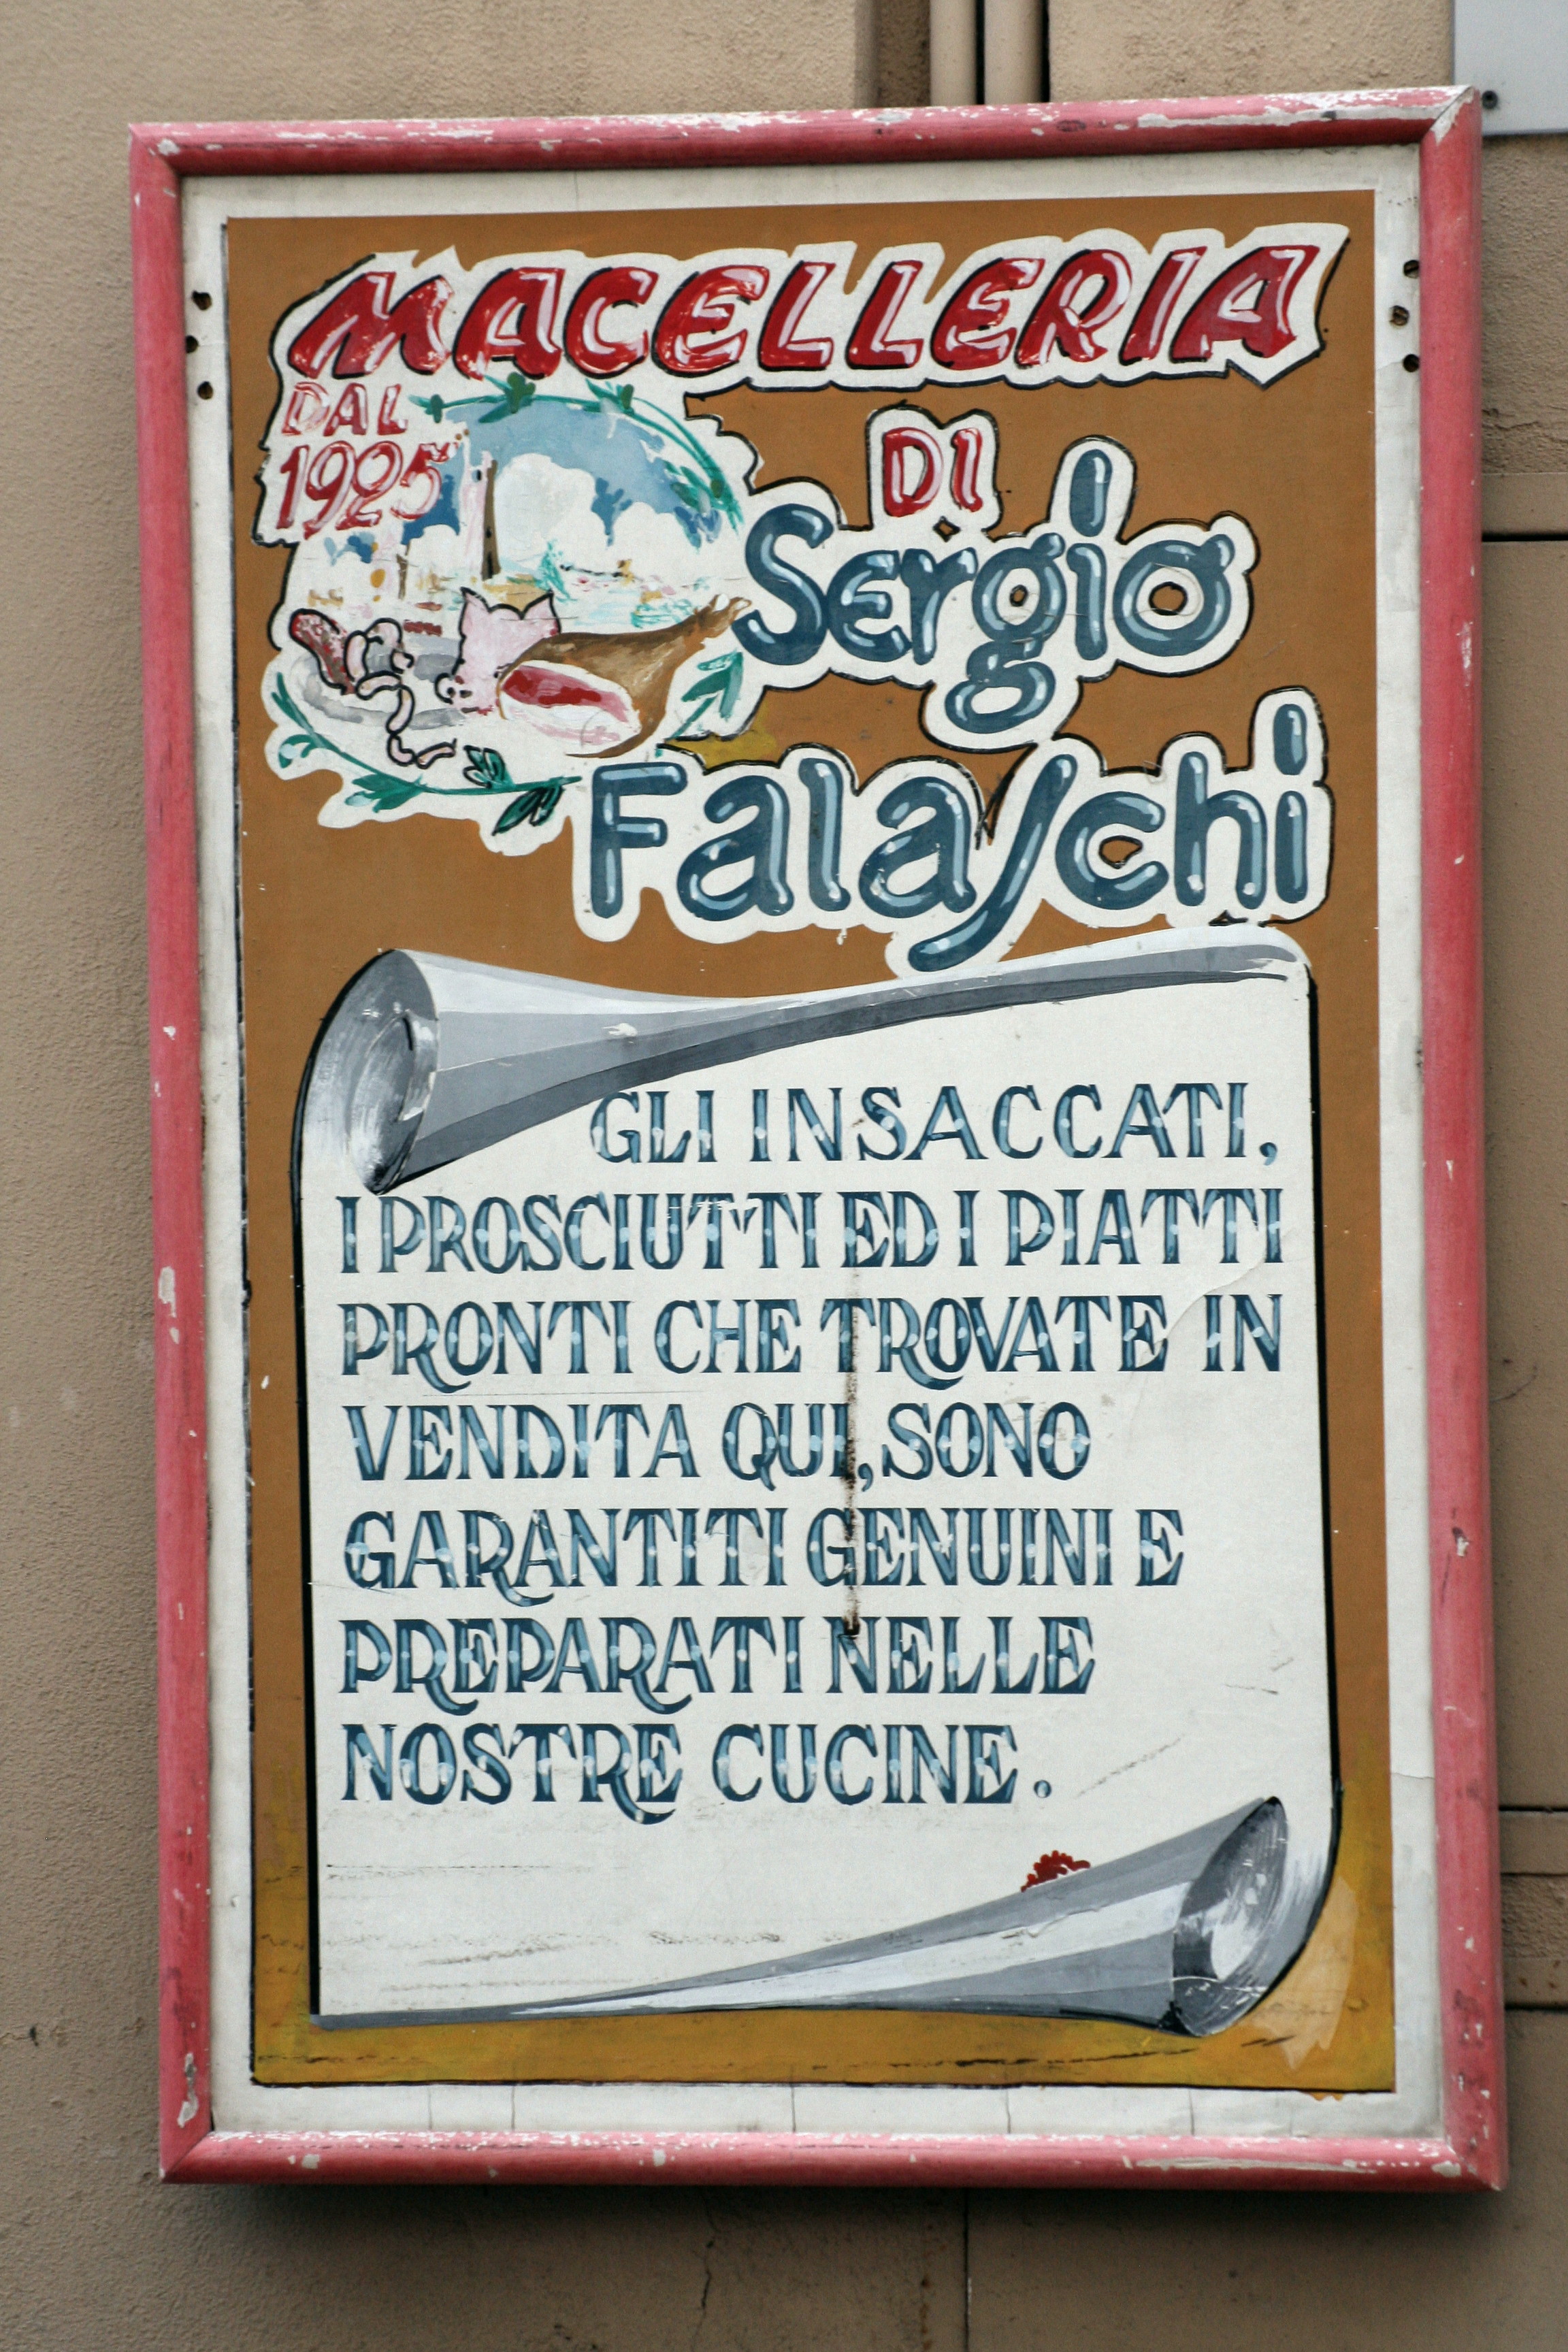 MACELLERIA
DAL
1925
DI
Sergio
Falaschi
GLI INSACCATI,
I PROSCIUTTI ED I PIATTI
PRONTI CHE TROVATE IN
VENDITA QUI, SONO
GARANTITI GENUINI E
PREPARATI NELLE
NOSTRE CUCINE.